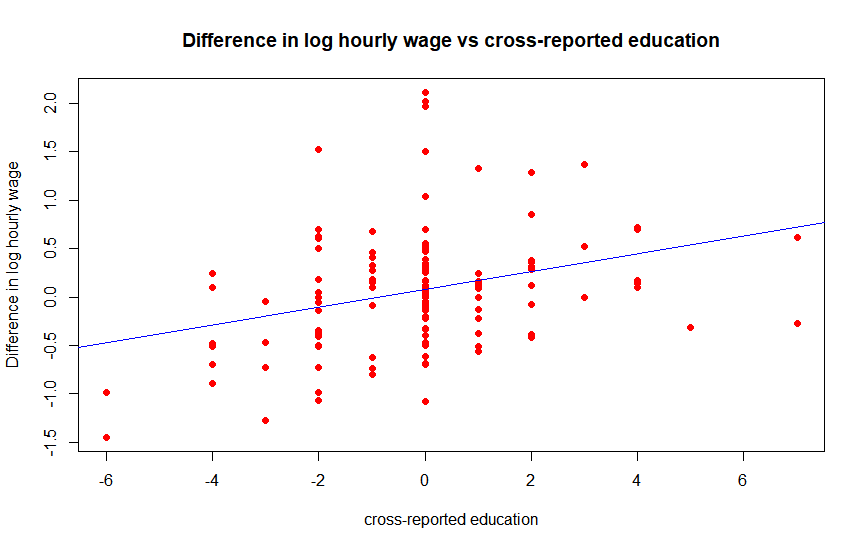 Difference in log hourly wage vs cross-reported education
Difference in log hourly wage
2.0
1.5
1.0
0.5
0.0
-0.5
-1.0
-1.5
-6 -4 -2 0 2 4 6
cross-reported education